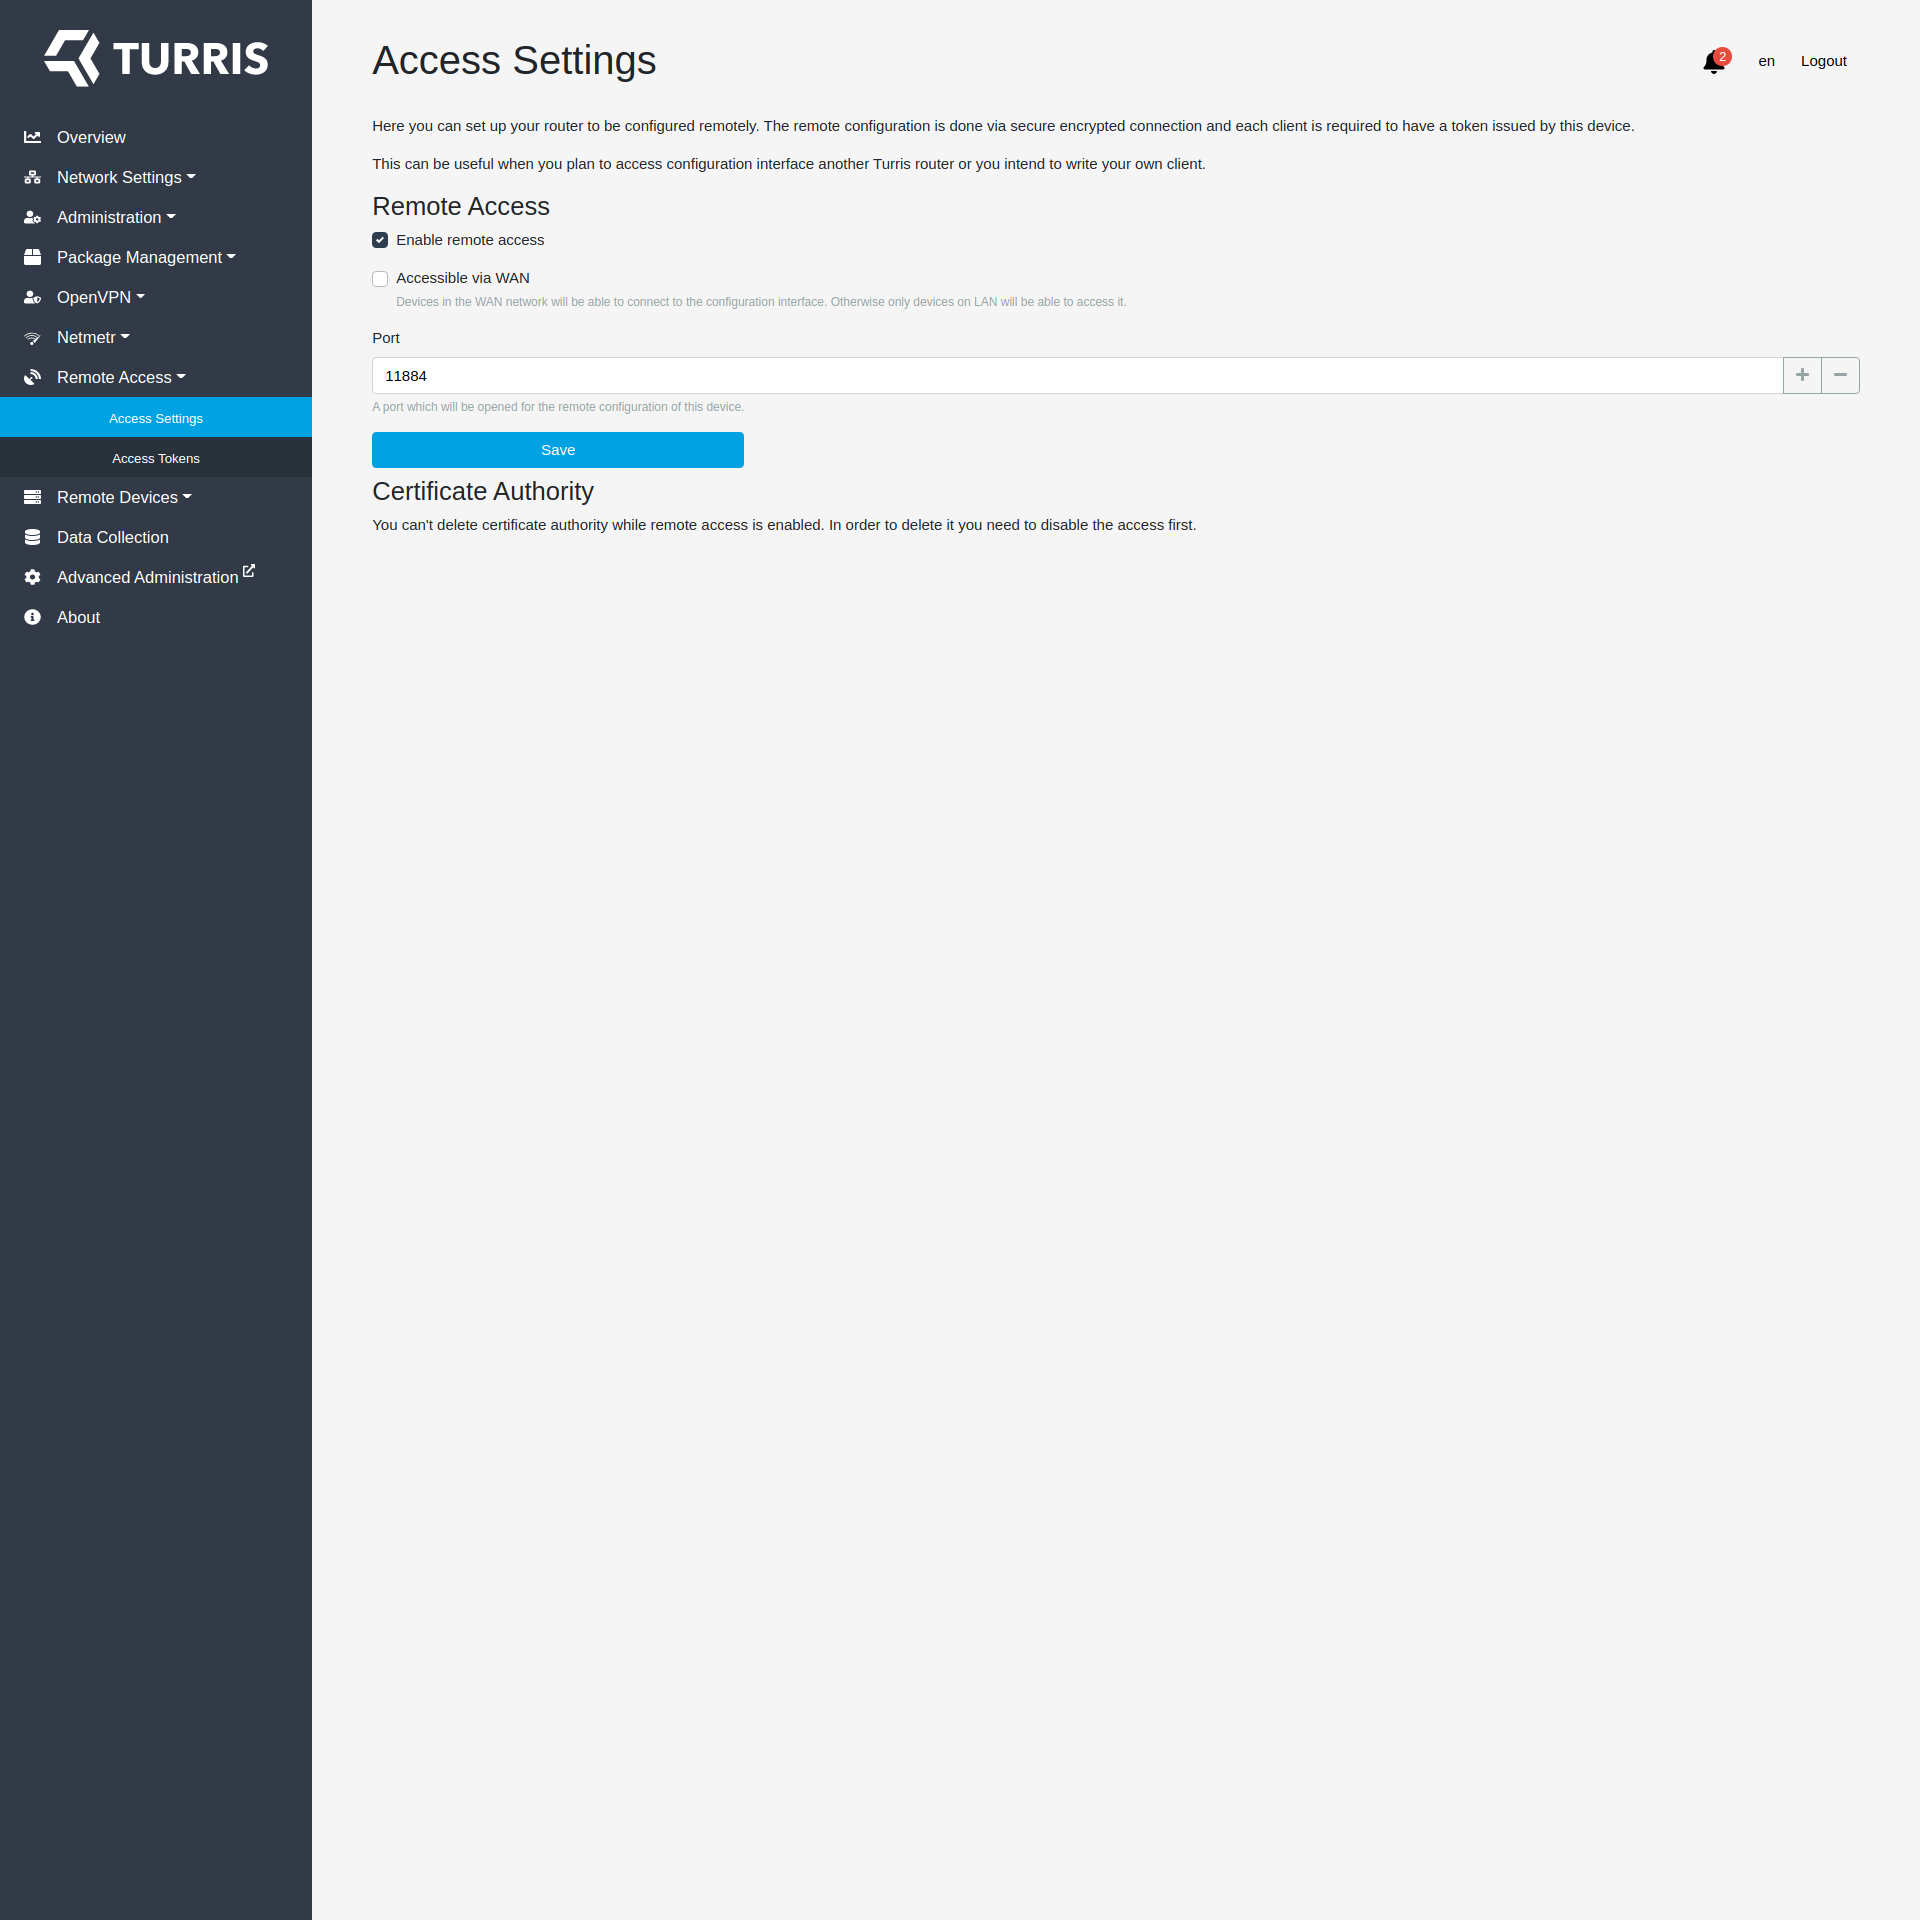 TURRIS
Overview
Network Settings
Administration
Package Management
OpenVPN
Netmetr
Remote Access
Access Settings
Access Tokens
Remote Devices
Data Collection
Advanced Administration
About
Access Settings
2
en
Logout
Here you can set up your router to be configured remotely. The remote configuration is done via secure encrypted connection and each client is required to have a token issued by this device.
This can be useful when you plan to access configuration interface another Turris router or you intend to write your own client.
Remote Access
Enable remote access
Accessible via WAN
Devices in the WAN network will be able to connect to the configuration interface. Otherwise only devices on LAN will be able to access it.
Port
11884
A port which will be opened for the remote configuration of this device.
Save
Certificate Authority
You can't delete certificate authority while remote access is enabled. In order to delete it you need to disable the access first.